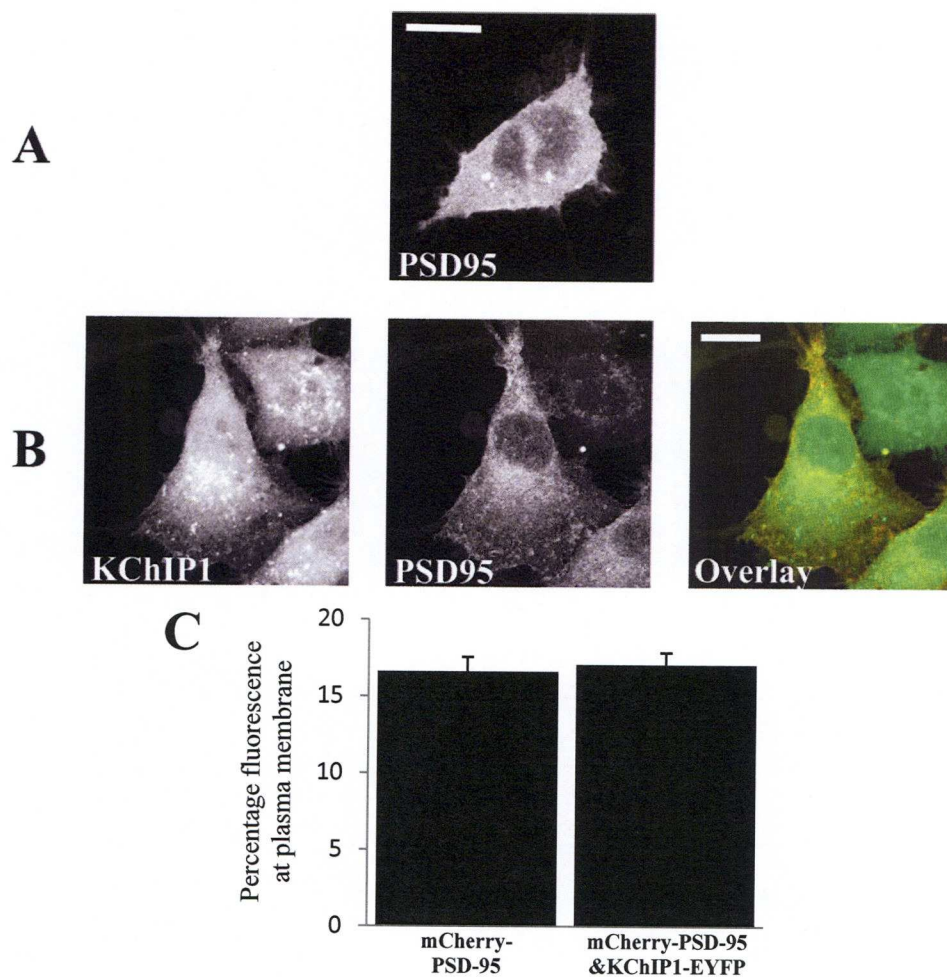 A
PSD95
B
KChIP1
PSD95
Overlay
C
Percentage fluorescence
at plasma membrane
20
15
10
5
0
mCherry-
PSD-95
mCherry-PSD-95
&KChIP1-EYFP